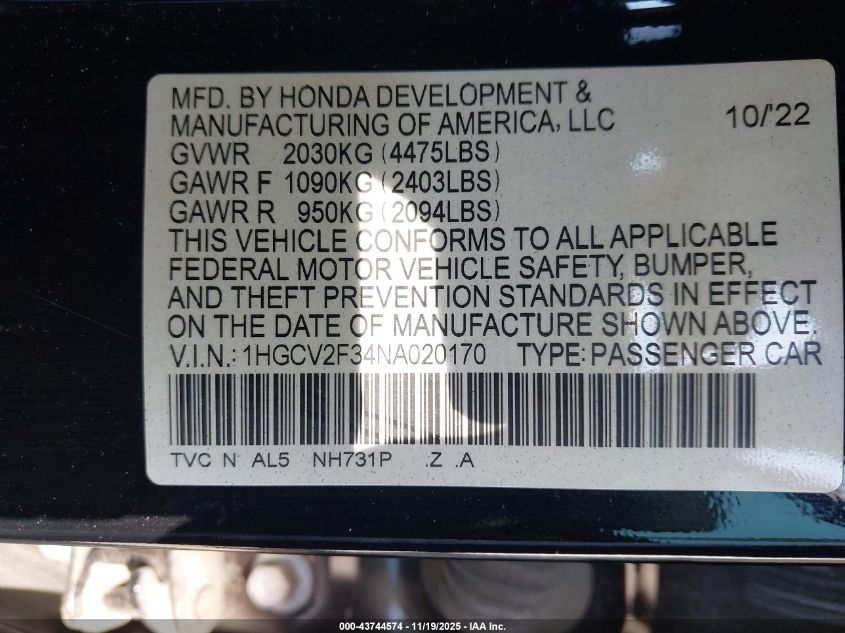 MFD. BY HONDA DEVELOPMENT &
MANUFACTURING OF AMERICA, LLC 10/'22
GVWR 2030KG (4475LBS)
GAWR F 1090KG (2403LBS)
GAWR R 950KG (2094LBS)
THIS VEHICLE CONFORMS TO ALL APPLICABLE
FEDERAL MOTOR VEHICLE SAFETY, BUMPER,
AND THEFT PREVENTION STANDARDS IN EFFECT
ON THE DATE OF MANUFACTURE SHOWN ABOVE.
V.I.N.: 1HGCV2F34NA020170 TYPE: PASSENGER CAR
TVC N AL5 NH731P .Z .A
000-43744574 | 11/19/2025 - IAA Inc.